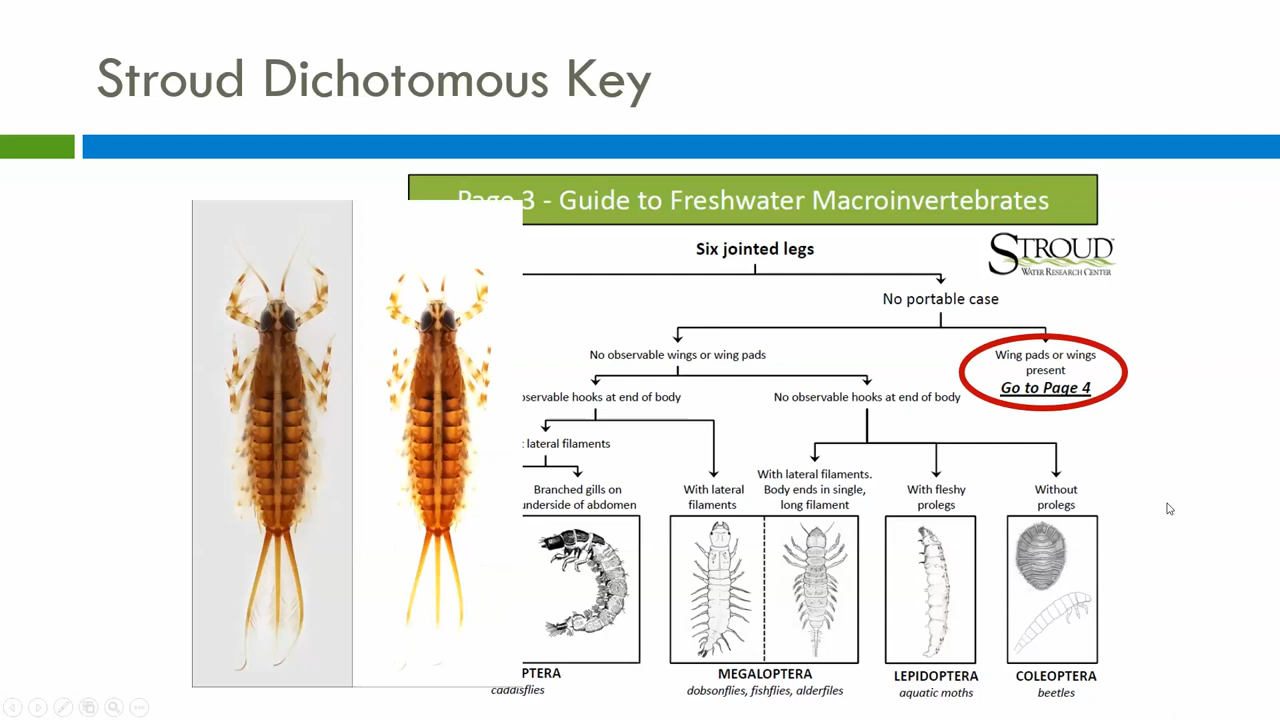 Stroud Dichotomous Key
Page 3 - Guide to Freshwater Macroinvertebrates
Six jointed legs
STROUD™
WATER RESEARCH CENTER
No portable case
No observable wings or wing pads
Wing pads or wings
present
Go to Page 4
observable hooks at end of body
No observable hooks at end of body
lateral filaments
Branched gills on
underside of abdomen
With lateral
filaments
With lateral filaments.
Body ends in single,
long filament
With fleshy
prolegs
Without
prolegs
PTERA
caddisflies
MEGALOPTERA
dobsonflies, fishflies, alderfiles
LEPIDOPTERA
aquatic moths
COLEOPTERA
beetles